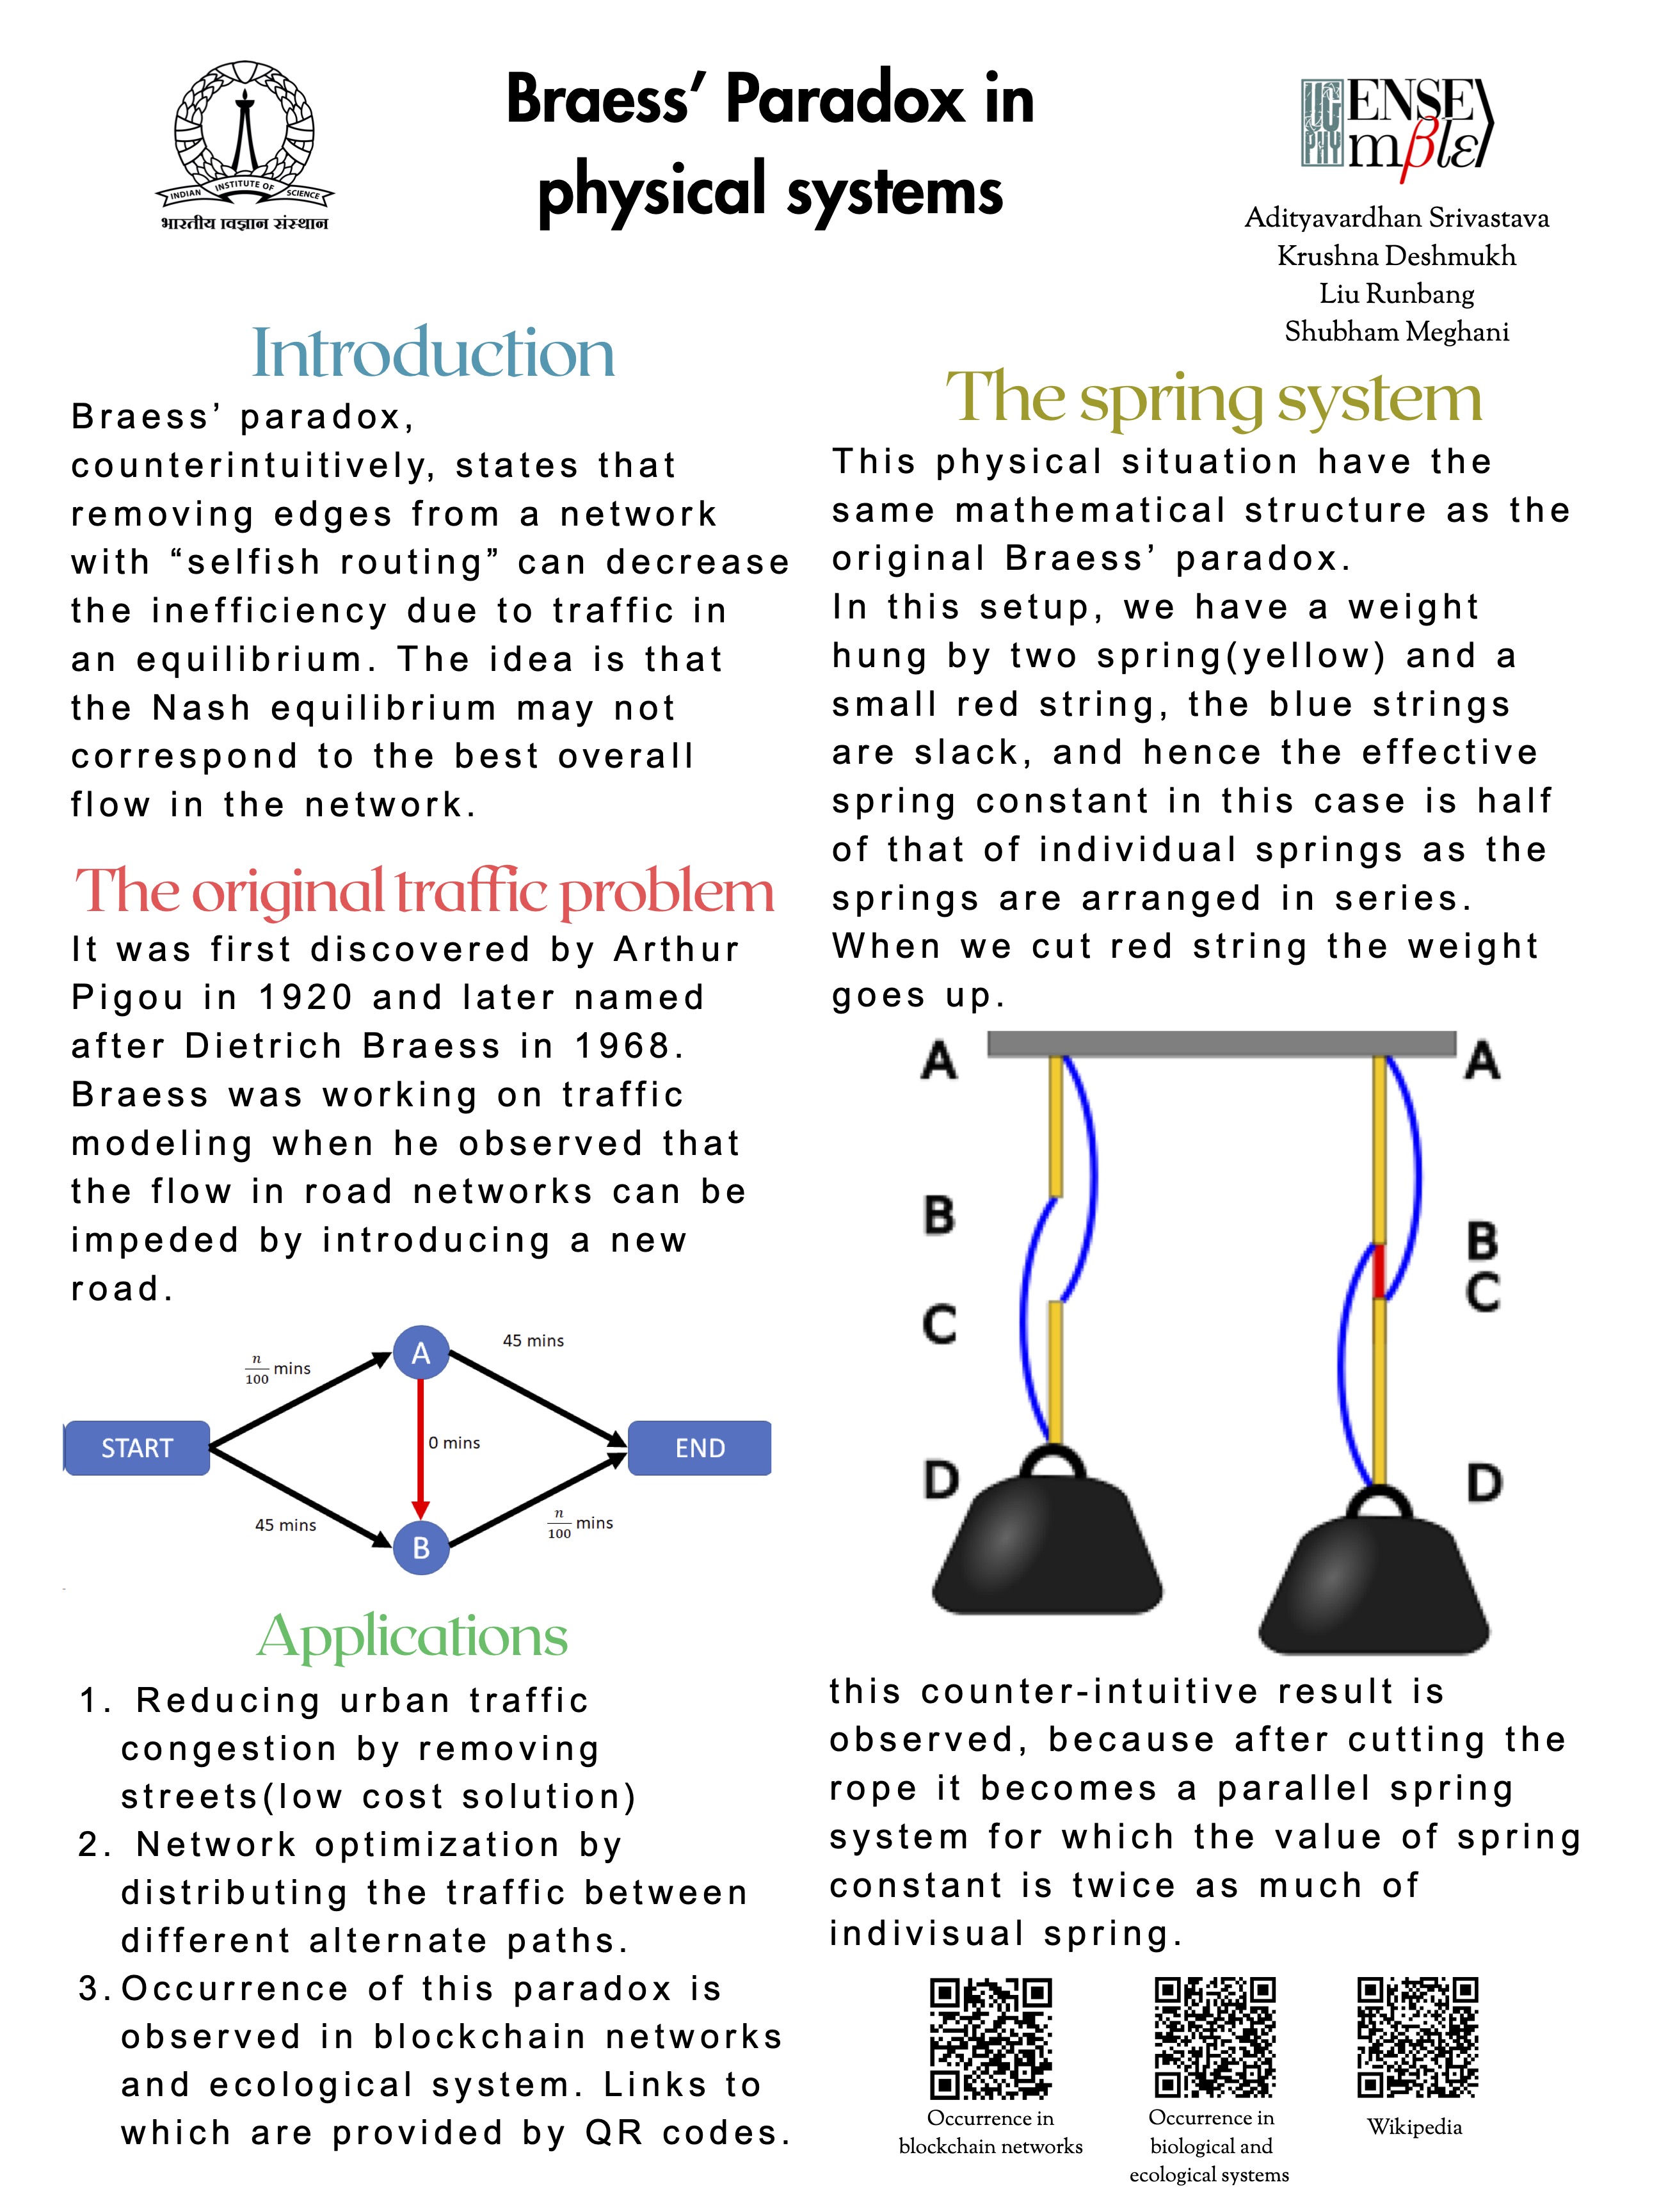 Braess’ Paradox in
physical systems
INDIAN INSTITUTE OF SCIENCE
भारतीय विज्ञान संस्थान
UG
PHY
ENSE
mβlε
Adityavardhan Srivastava
Krushna Deshmukh
Liu Runbang
Shubham Meghani
Introduction
Braess’ paradox,
counterintuitively, states that
removing edges from a network
with “selfish routing” can decrease
the inefficiency due to traffic in
an equilibrium. The idea is that
the Nash equilibrium may not
correspond to the best overall
flow in the network.
The original traffic problem
It was first discovered by Arthur
Pigou in 1920 and later named
after Dietrich Braess in 1968.
Braess was working on traffic
modeling when he observed that
the flow in road networks can be
impeded by introducing a new
road.
n/100 mins
A
45 mins
START
0 mins
END
45 mins
B
n/100 mins
Applications
1. Reducing urban traffic
congestion by removing
streets(low cost solution)
2. Network optimization by
distributing the traffic between
different alternate paths.
3. Occurrence of this paradox is
observed in blockchain networks
and ecological system. Links to
which are provided by QR codes.
The spring system
This physical situation have the
same mathematical structure as the
original Braess’ paradox.
In this setup, we have a weight
hung by two spring(yellow) and a
small red string, the blue strings
are slack, and hence the effective
spring constant in this case is half
of that of individual springs as the
springs are arranged in series.
When we cut red string the weight
goes up.
A
B
C
D
A
B
C
D
this counter-intuitive result is
observed, because after cutting the
rope it becomes a parallel spring
system for which the value of spring
constant is twice as much of
indivisual spring.
Occurrence in
blockchain networks
Occurrence in
biological and
ecological systems
Wikipedia